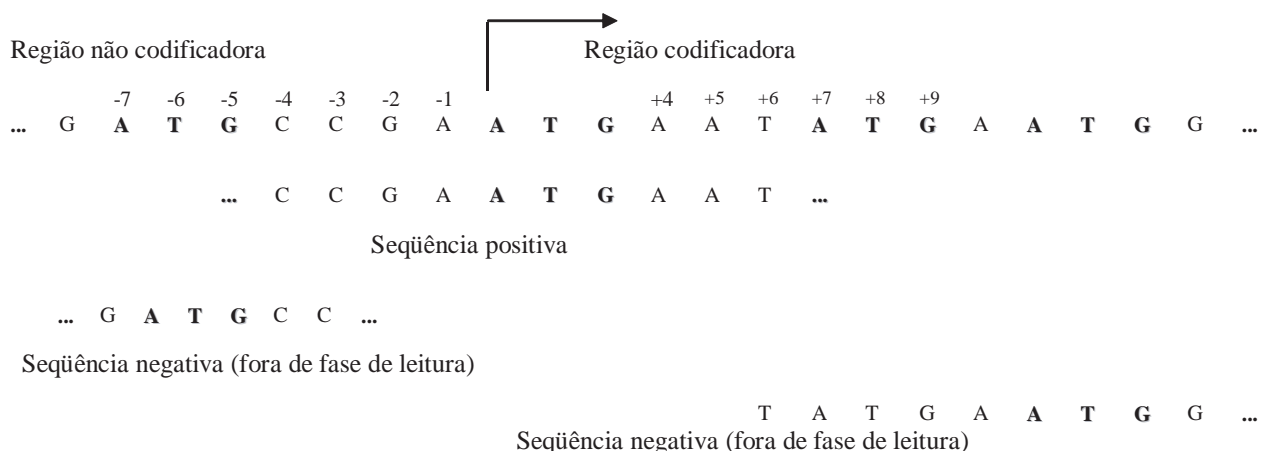 Região não codificadora Região codificadora
-7 -6 -5 -4 -3 -2 -1 +4 +5 +6 +7 +8 +9
... G A T G C C G A A T G A A T A T G A A T G G ...
... C C G A A T G A A T ...
Seqüência positiva
... G A T G C C ...
Seqüência negativa (fora de fase de leitura)
T A T G A A T G G ...
Seqüência negativa (fora de fase de leitura)